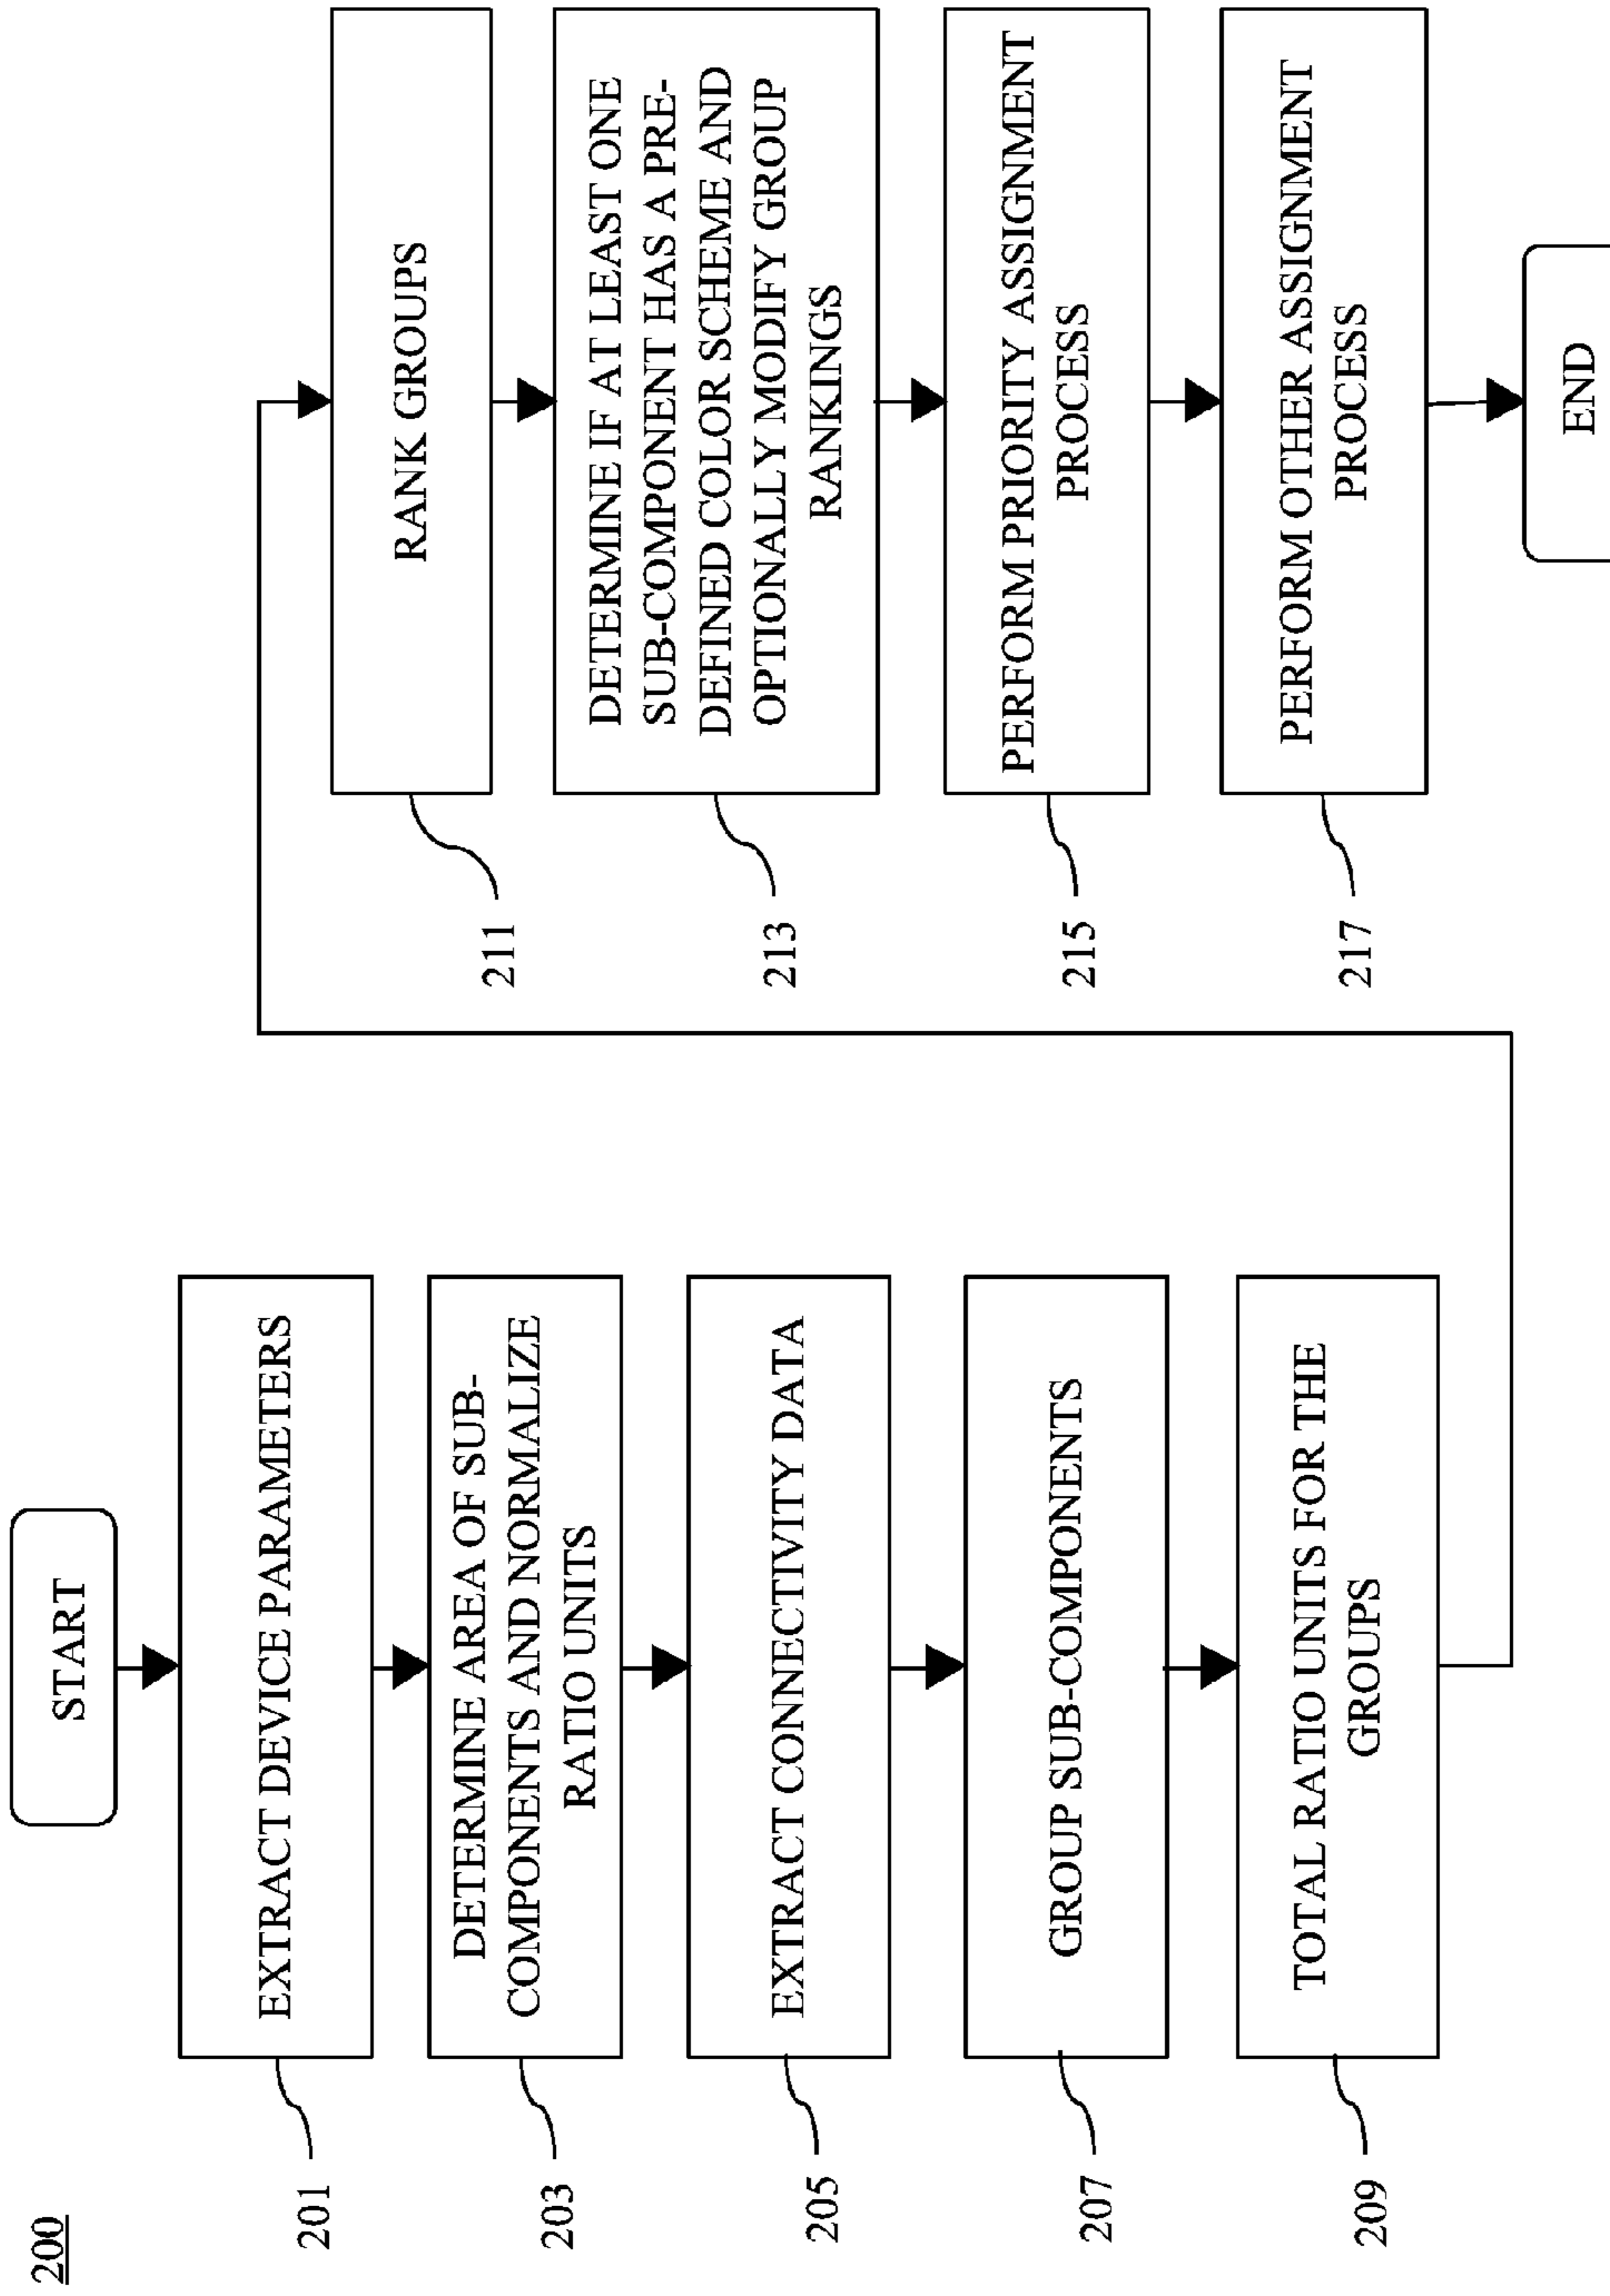 200
START
201
EXTRACT DEVICE PARAMETERS
203
DETERMINE AREA OF SUB-
COMPONENTS AND NORMALIZE
RATIO UNITS
205
EXTRACT CONNECTIVITY DATA
207
GROUP SUB-COMPONENTS
209
TOTAL RATIO UNITS FOR THE
GROUPS
211
RANK GROUPS
213
DETERMINE IF AT LEAST ONE
SUB-COMPONENT HAS A PRE-
DEFINED COLOR SCHEME AND
OPTIONALLY MODIFY GROUP
RANKINGS
215
PERFORM PRIORITY ASSIGNMENT
PROCESS
217
PERFORM OTHER ASSIGNMENT
PROCESS
END